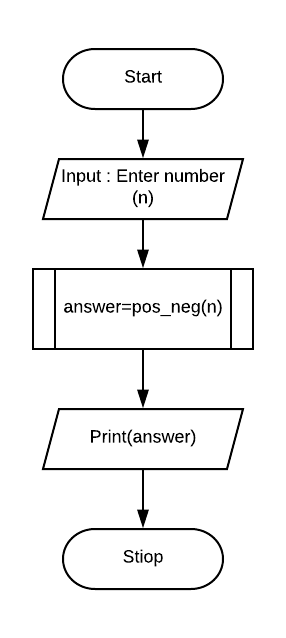 Start
Input : Enter number
(n)
answer=pos_neg(n)
Print(answer)
Stiop